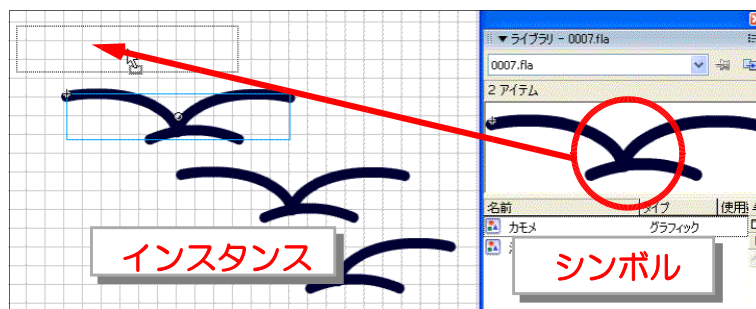 ▼ ライブラリ - 0007.fla
0007.fla
2 アイテム
名前 タイプ
カモメ グラフィック
インスタンス
シンボル